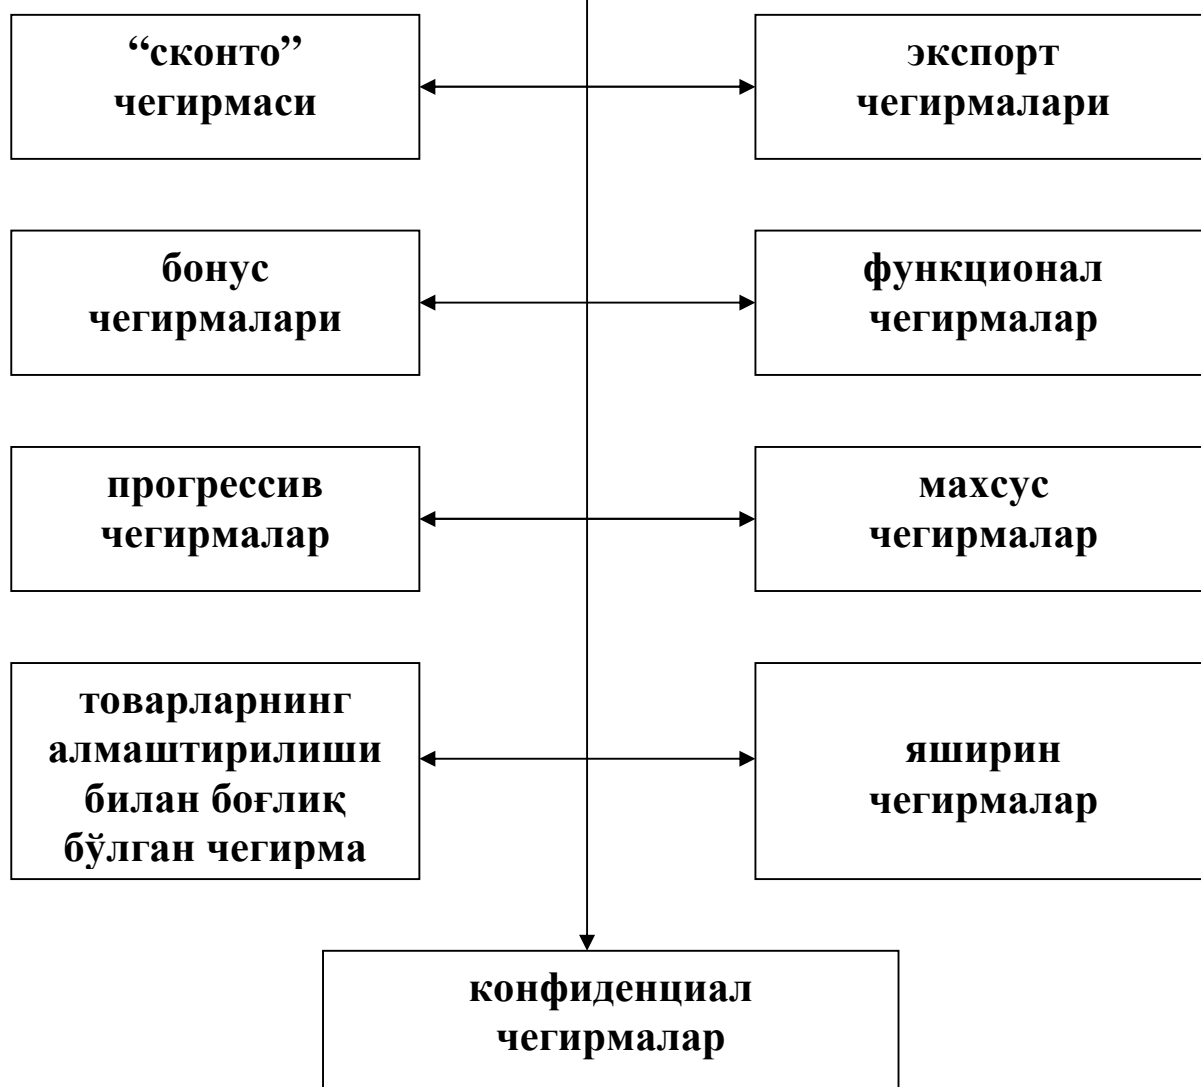 “сконто”
чегирмаси
экспорт
чегирмалари
бонус
чегирмалари
функционал
чегирмалар
прогрессив
чегирмалар
махсус
чегирмалар
товарларнинг
алмаштирилиши
билан боғлиқ
бўлган чегирма
яширин
чегирмалар
конфиденциал
чегирмалар